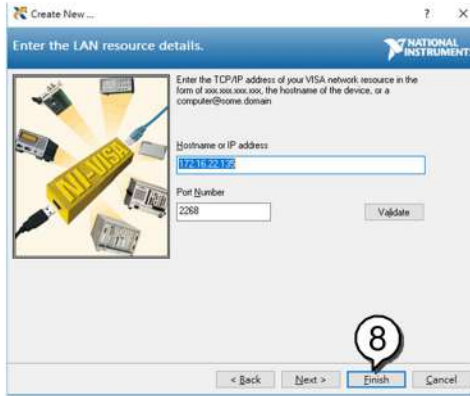 Create New ...
? ×
Enter the LAN resource details.
NATIONAL
INSTRUMENTS
Enter the TCP/IP address of your VISA network resource in the
form of xxx.xxx.xxx.xxx, the hostname of the device, or a
computer@some.domain
Hostname or IP address
172.16.22.135
Port Number
2268
Validate
NI-VISA
8
< Back
Next >
Finish
Cancel